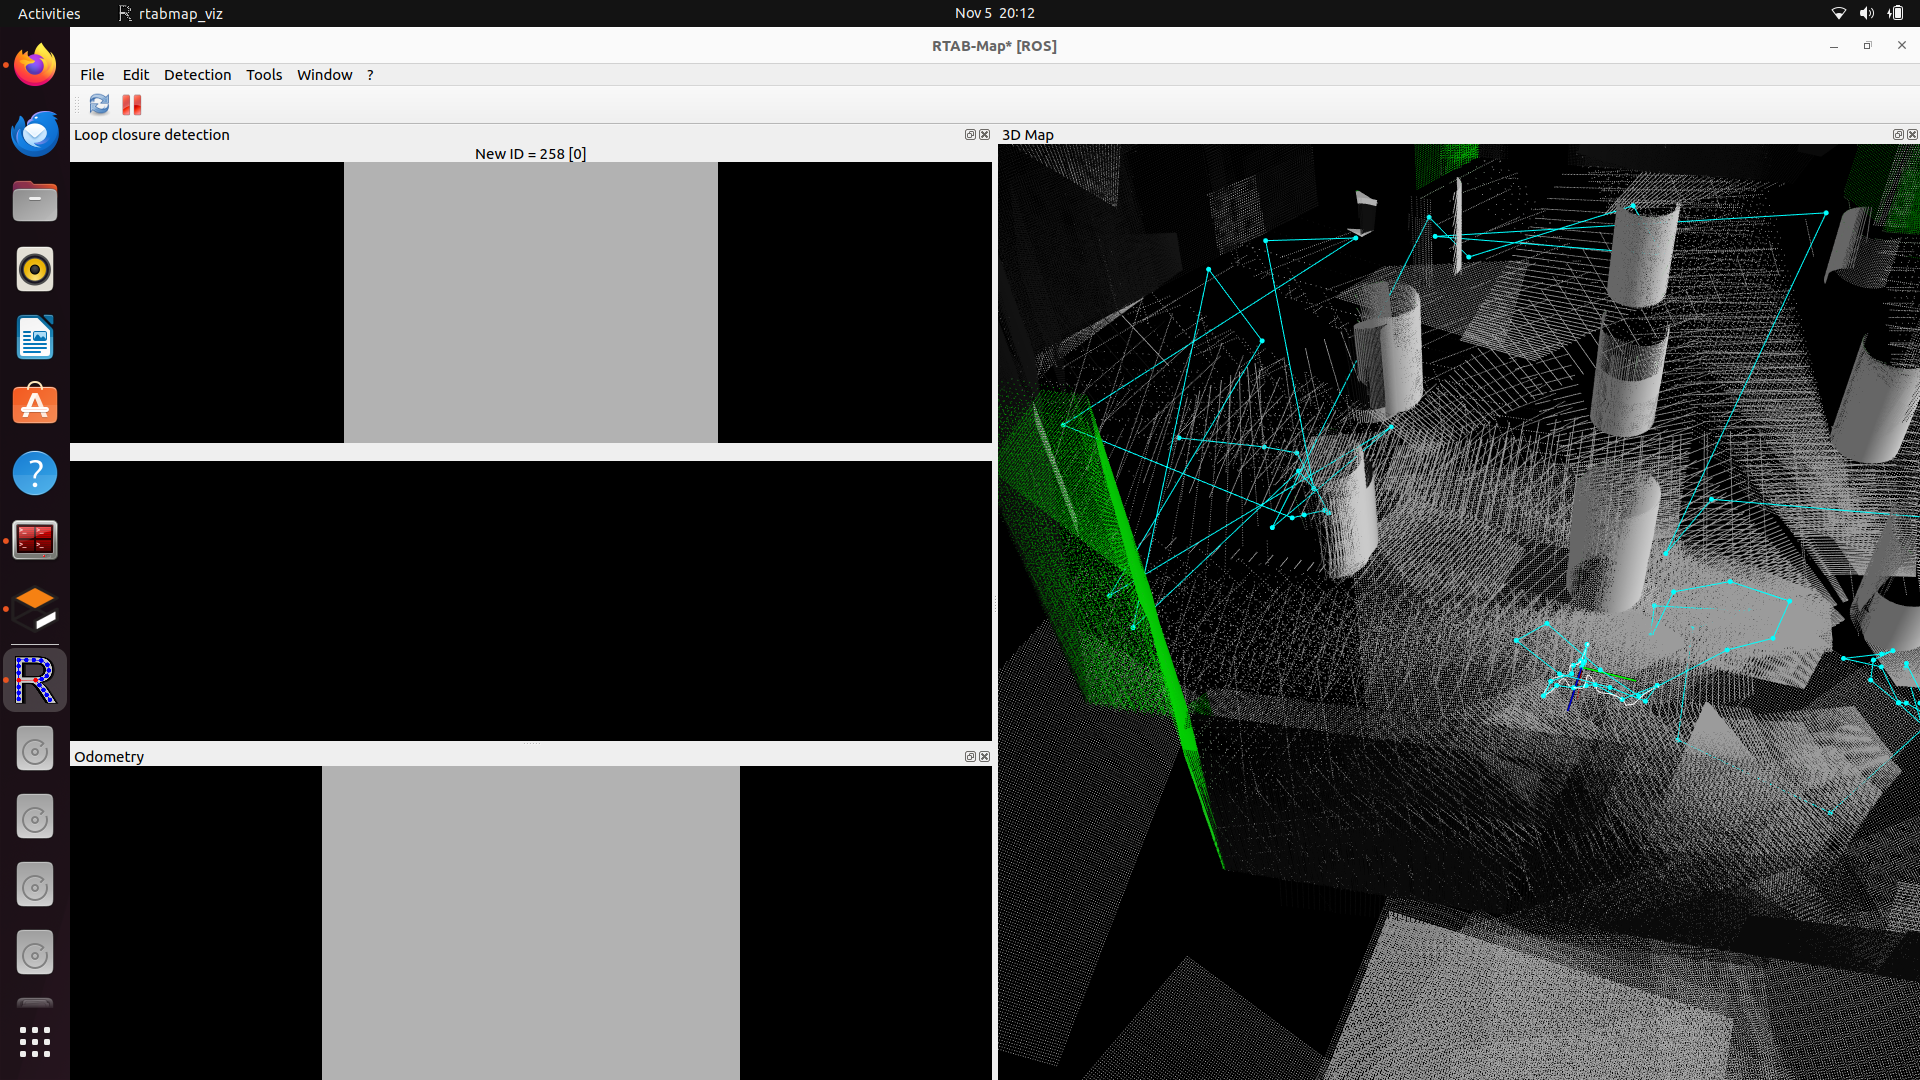 Activities
rtabmap_viz
Nov 5 20:12
RTAB-Map* [ROS]
File Edit Detection Tools Window ?
Loop closure detection
3D Map
New ID = 258 [0]
Odometry